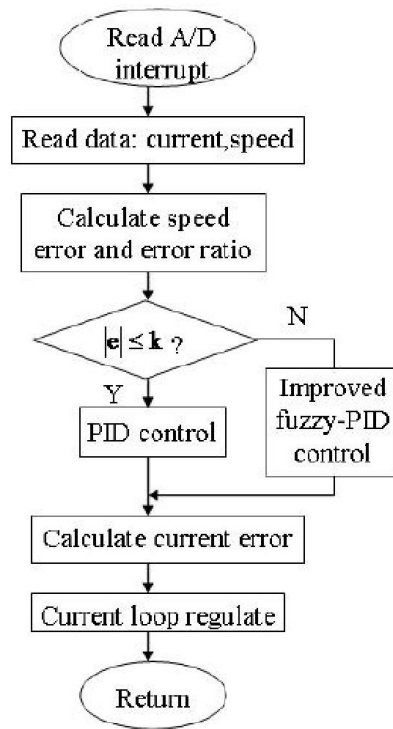 Read A/D
interrupt
Read data: current,speed
Calculate speed
error and error ratio
|e| ≤ k ?
N
Y
PID control
Improved
fuzzy-PID
control
Calculate current error
Current loop regulate
Return